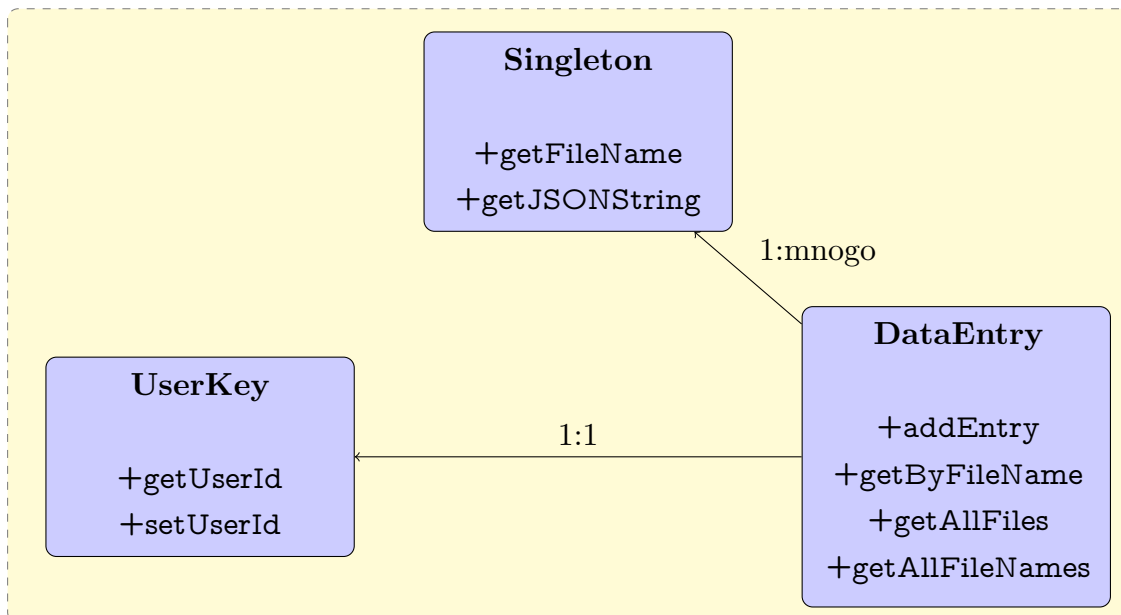 Singleton
+getFileName
+getJSONString
1:mnogo
DataEntry
+addEntry
+getByFileName
+getAllFiles
+getAllFileNames
UserKey
+getUserId
+setUserId
1:1